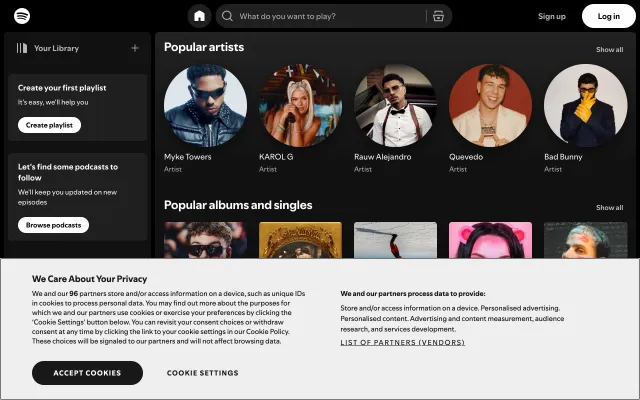 What do you want to play?
Sign up
Log in
Your Library
Create your first playlist
It's easy, we'll help you
Create playlist
Let's find some podcasts to
follow
We'll keep you updated on new
episodes
Browse podcasts
Popular artists
Show all
Myke Towers
KAROL G
Rauw Alejandro
Quevedo
Bad Bunny
Artist
Artist
Artist
Artist
Artist
Popular albums and singles
Show all
We Care About Your Privacy
We and our 96 partners store and/or access information on a device, such as unique IDs
in cookies to process personal data. You may find out more about the purposes for
which we and our partners use cookies or exercise your preferences by clicking the
'Cookie Settings' button below. You can revisit your consent choices or withdraw
consent at any time by clicking the link to your cookie settings in our Cookie Policy.
These choices will be signaled to our partners and will not affect browsing data.
We and our partners process data to provide:
Store and/or access information on a device. Personalised advertising.
Personalised content. Advertising and content measurement, audience
research, and services development.
LIST OF PARTNERS (VENDORS)
ACCEPT COOKIES
COOKIE SETTINGS